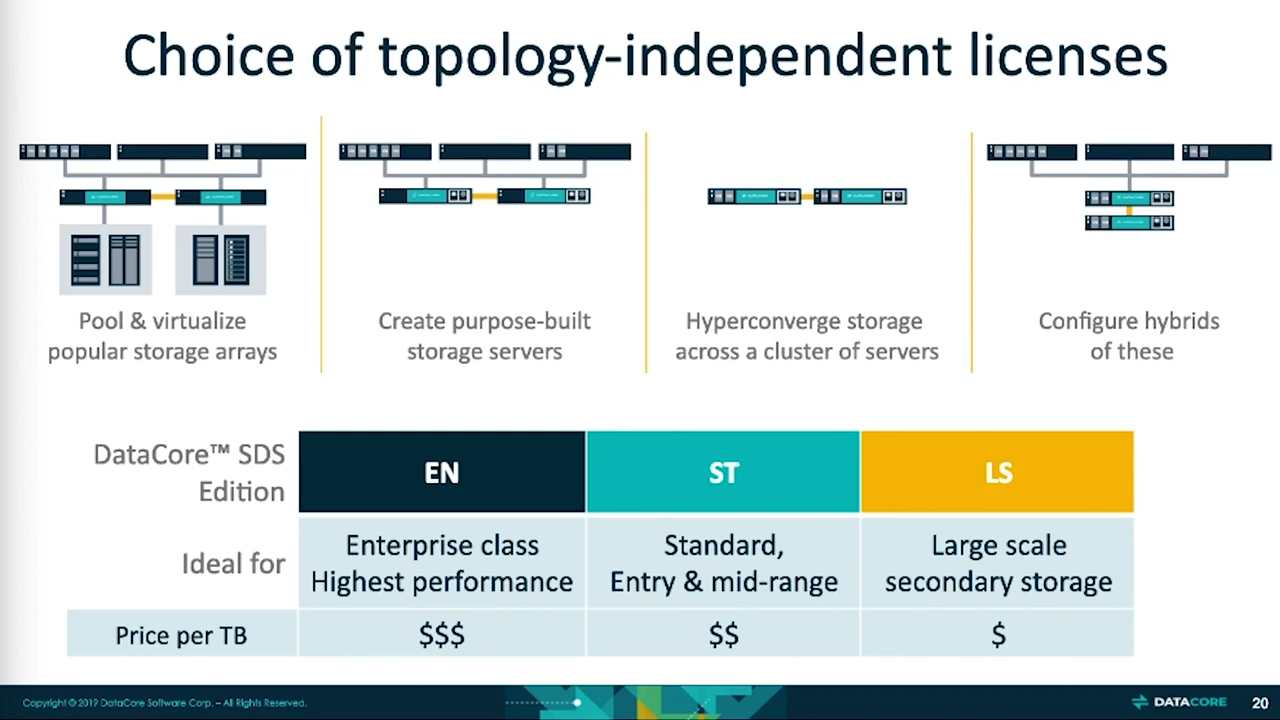 Choice of topology-independent licenses
Pool & virtualize
popular storage arrays
Create purpose-built
storage servers
Hyperconverge storage
across a cluster of servers
Configure hybrids
of these
DataCore™ SDS
Edition
EN
ST
LS
Ideal for
Enterprise class
Highest performance
Standard,
Entry & mid-range
Large scale
secondary storage
Price per TB
$$$
$$
$
Copyright © 2019 DataCore Software Corp. – All Rights Reserved.
DATACORE
20